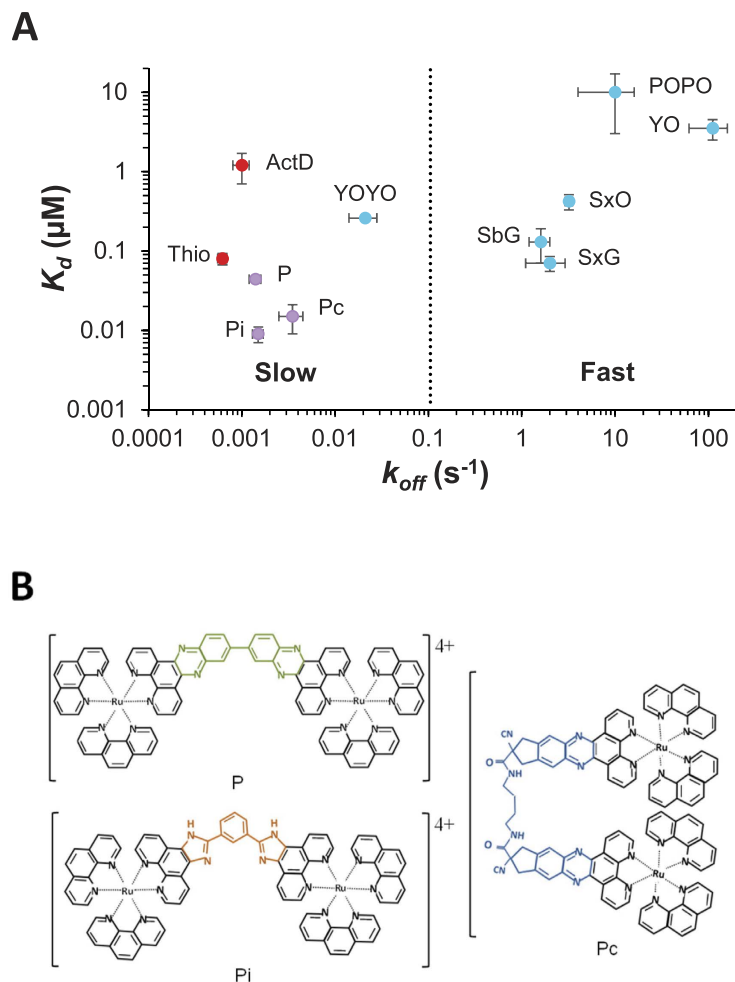 A
10
1
0.1
0.01
0.001
K_d (µM)
POPO
YO
ActD
YOYO
SxO
SbG
SxG
Thio
P
Pc
Pi
Slow
Fast
0.0001
0.001
0.01
0.1
1
10
100
k_off (s⁻¹)
B
4+
N
N
N
N
N
N
N
N
Ru
Ru
N
N
N
N
N
N
N
N
P
4+
H
H
N
N
N
N
N
N
N
N
N
N
Ru
Ru
N
N
N
N
N
N
Pi
CN
O
NH
N
N
N
N
N
N
N
N
Ru
NH
O
CN
N
N
N
N
N
N
N
N
Ru
Pc